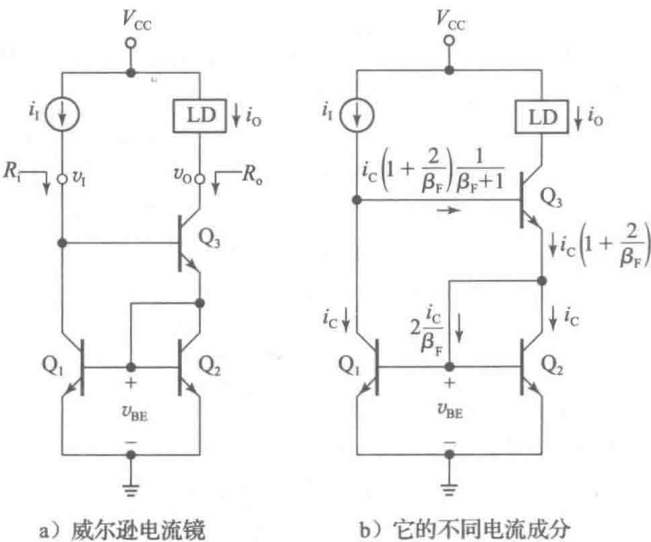 V_CC
i_I
LD
i_O
R_i
v_I
v_O
R_o
Q_3
Q_1
Q_2
+
v_BE
−
a）威尔逊电流镜
V_CC
i_I
LD
i_O
i_C(1+2/β_F)1/(β_F+1)
Q_3
i_C(1+2/β_F)
i_C
2i_C/β_F
i_C
Q_1
Q_2
+
v_BE
−
b）它的不同电流成分